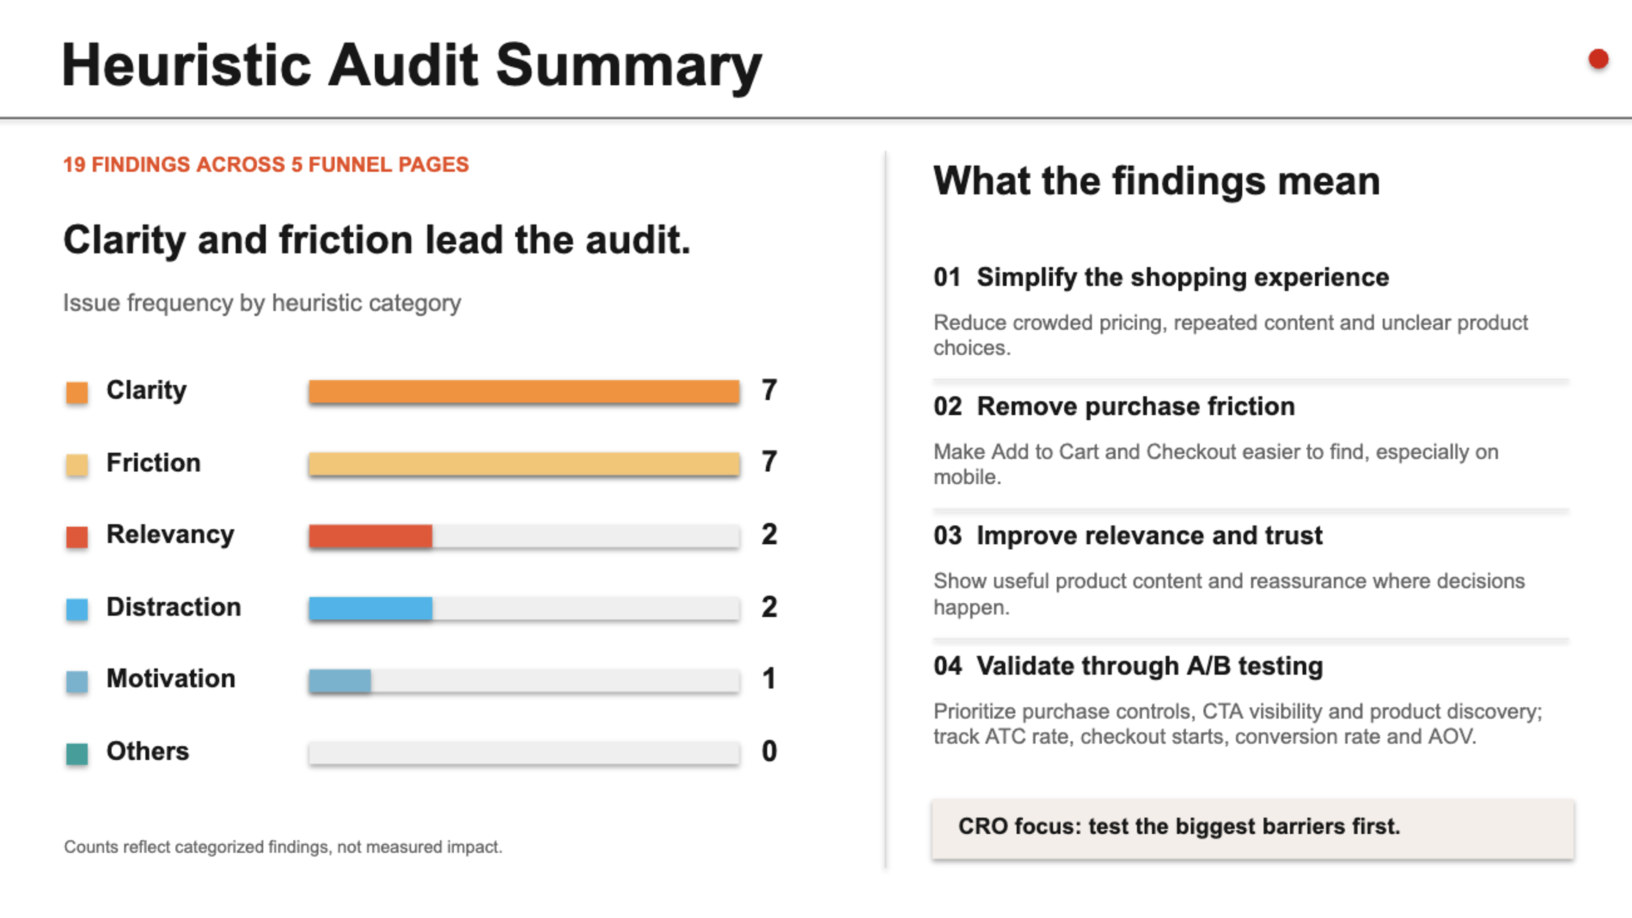 Heuristic Audit Summary
19 FINDINGS ACROSS 5 FUNNEL PAGES
Clarity and friction lead the audit.
Issue frequency by heuristic category
Clarity 7
Friction 7
Relevancy 2
Distraction 2
Motivation 1
Others 0
Counts reflect categorized findings, not measured impact.
What the findings mean
01 Simplify the shopping experience
Reduce crowded pricing, repeated content and unclear product
choices.
02 Remove purchase friction
Make Add to Cart and Checkout easier to find, especially on
mobile.
03 Improve relevance and trust
Show useful product content and reassurance where decisions
happen.
04 Validate through A/B testing
Prioritize purchase controls, CTA visibility and product discovery;
track ATC rate, checkout starts, conversion rate and AOV.
CRO focus: test the biggest barriers first.